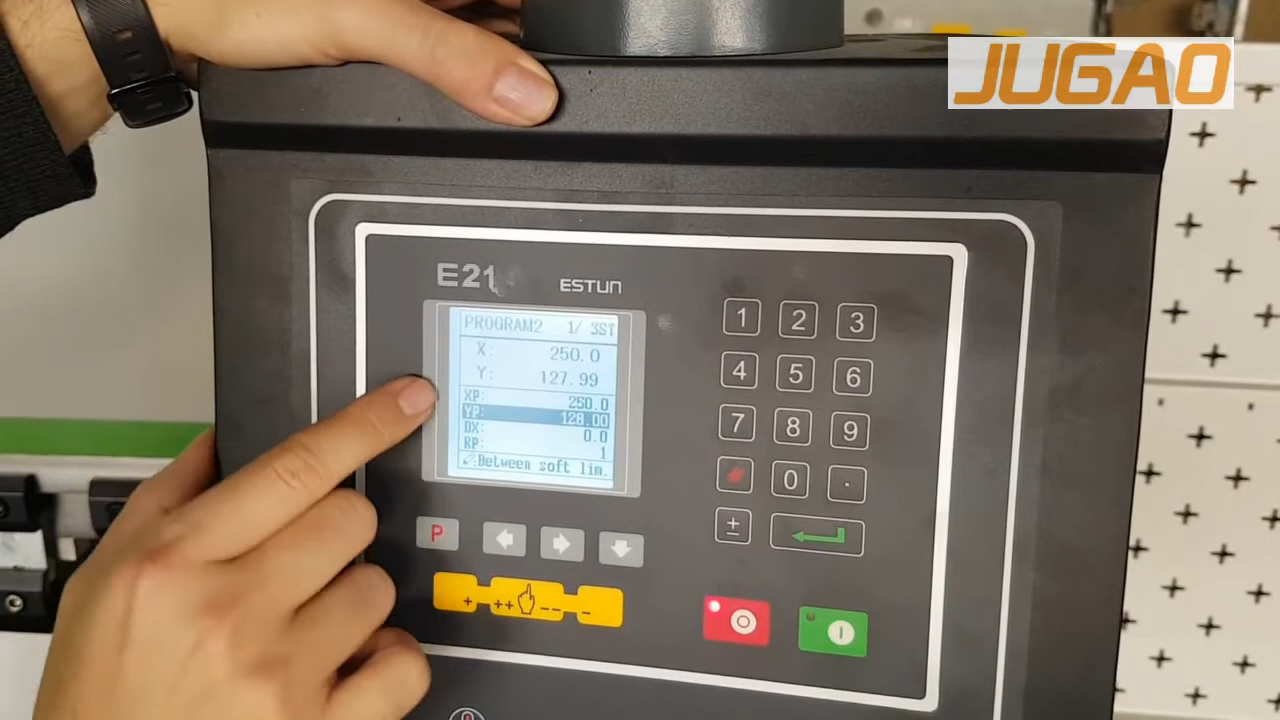 JUGAO
E21 ESTUN
PROGRAM2 1/ 3ST
X: 250.0
Y: 127.99
XP: 250.0
YP: 128.00
DX: 0.0
RP: 1
Between soft lim.
1 2 3
4 5 6
7 8 9
0 .
±
P
+ ++ -- -